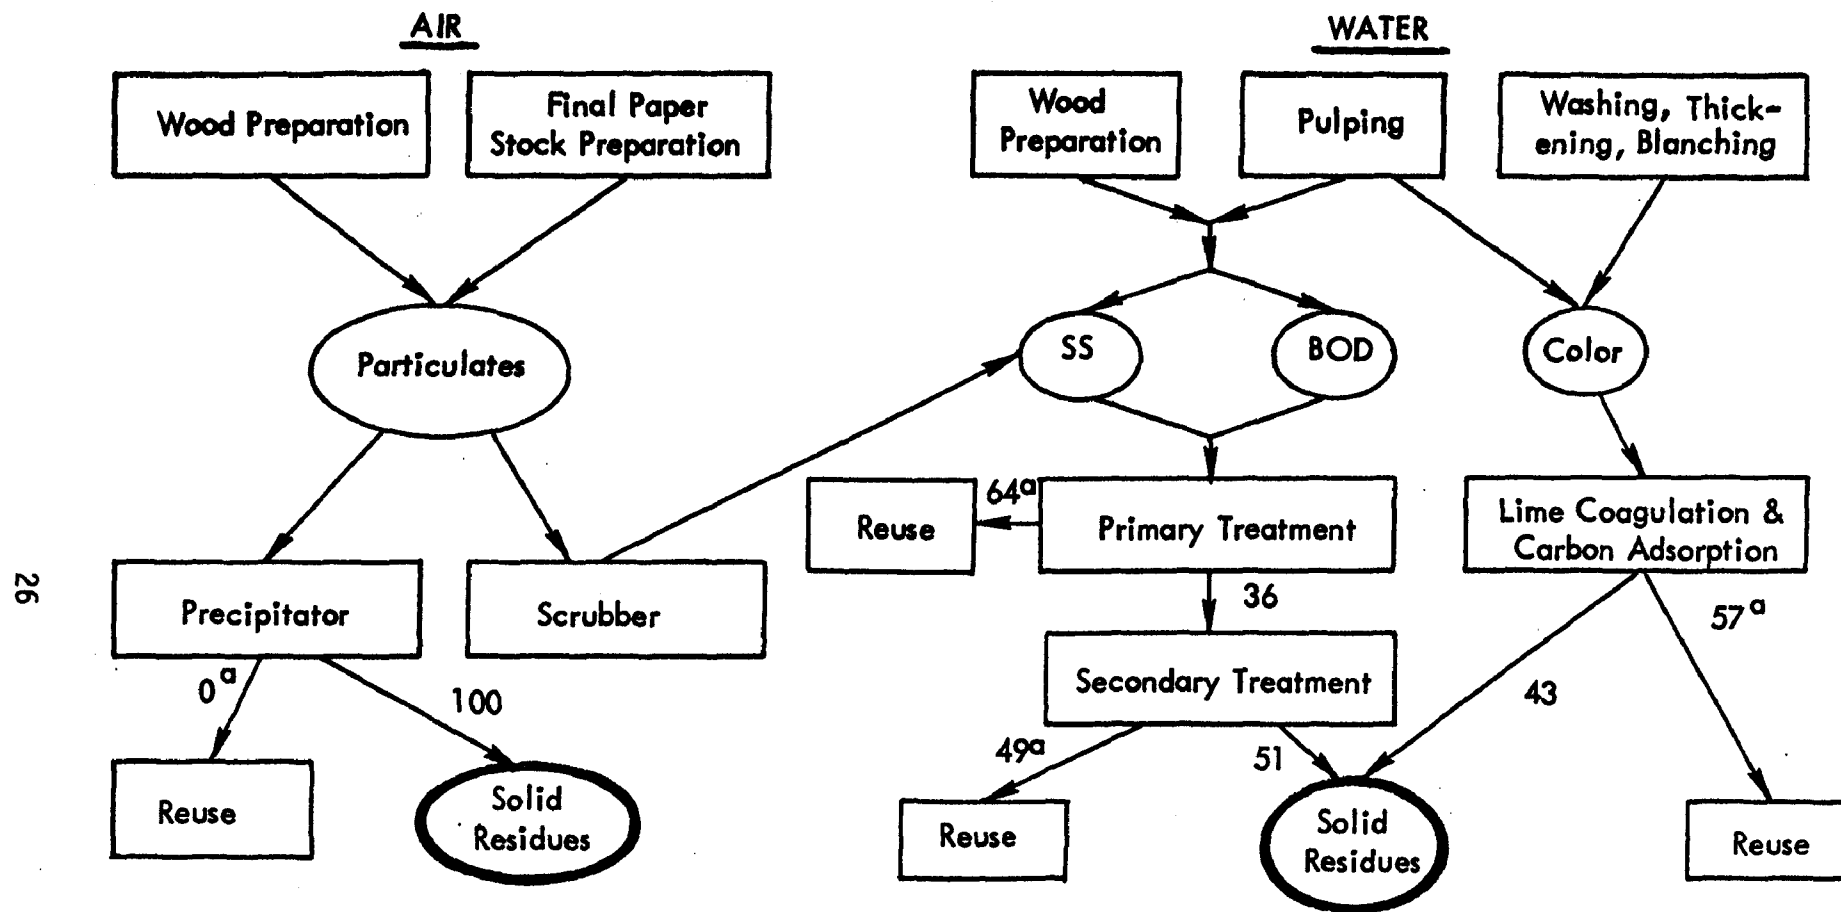 AIR
WATER
Wood Preparation
Final Paper
Stock Preparation
Wood
Preparation
Pulping
Washing, Thick-
ening, Blanching
Particulates
SS
BOD
Color
Reuse
64a
Primary Treatment
Lime Coagulation &
Carbon Adsorption
26
Precipitator
Scrubber
36
57a
Secondary Treatment
0a
100
49a
51
43
Reuse
Solid
Residues
Reuse
Solid
Residues
Reuse